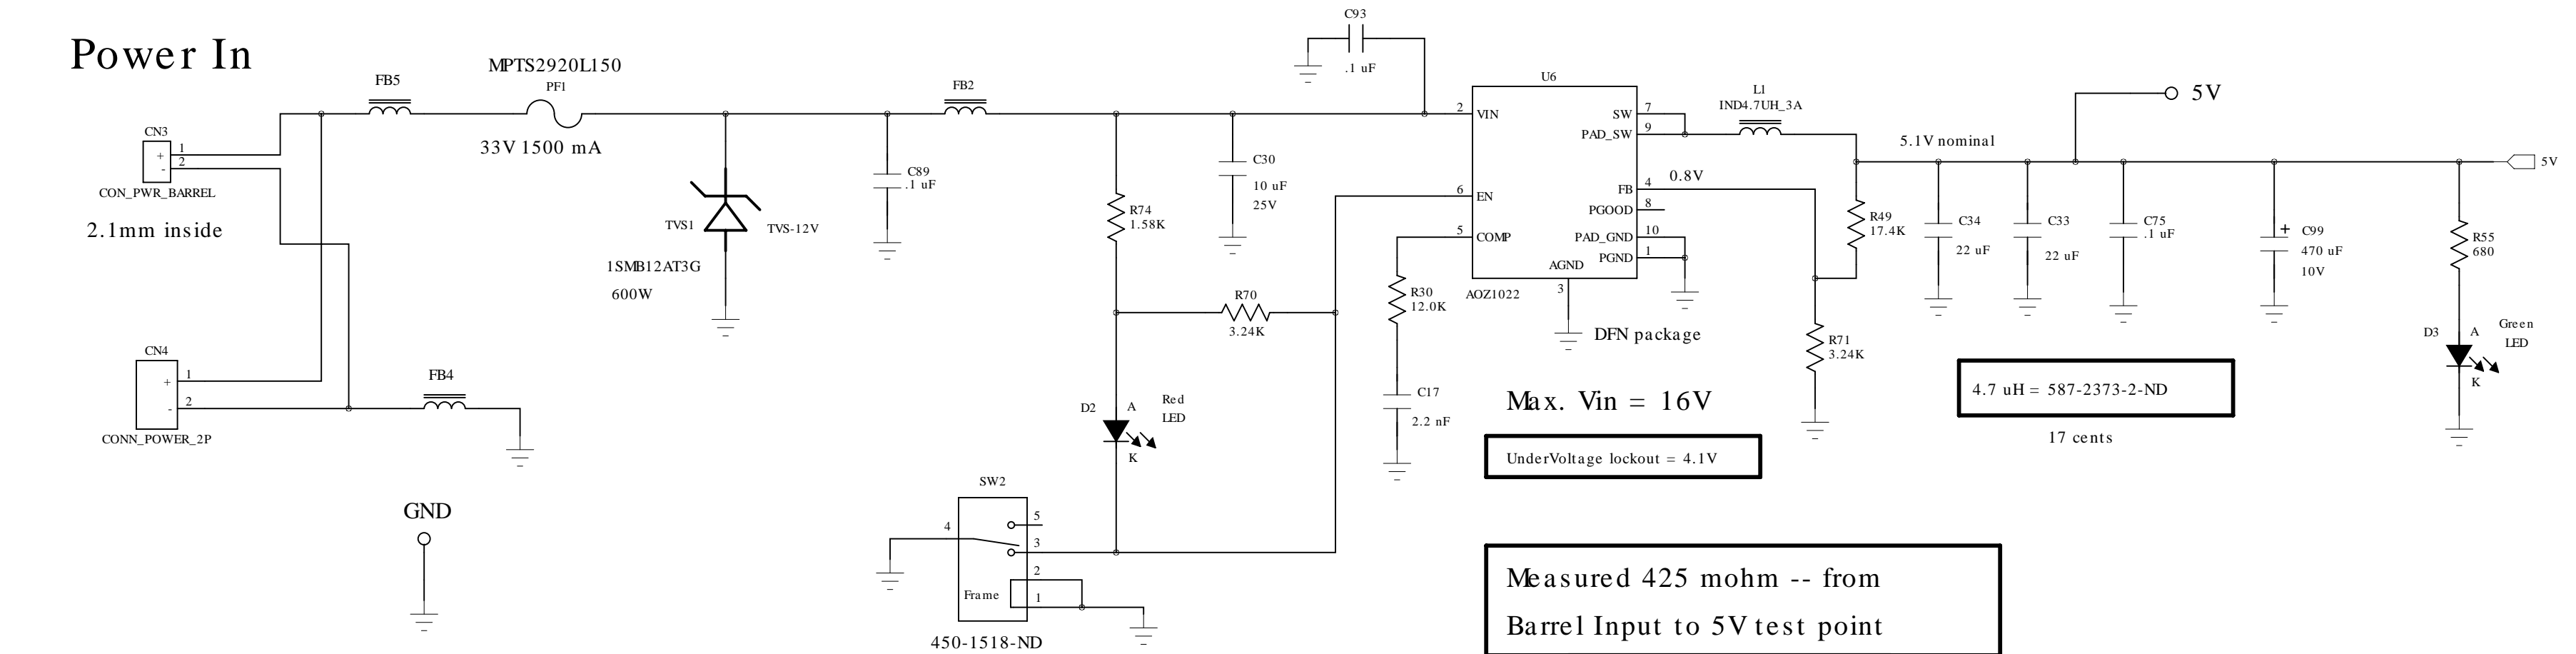 Power In
C93
.1 uF
FB5
MPTS2920L150
PF1
33V 1500 mA
FB2
CN3
+
-
1
2
CON_PWR_BARREL
2.1mm inside
TVS1
TVS-12V
1SMB12AT3G
600W
C89
.1 uF
R74
1.58K
C30
10 uF
25V
U6
2
VIN
6
EN
5
COMP
SW
7
PAD_SW
9
FB
4
0.8V
PGOOD
8
PAD_GND
10
PGND
1
AGND
3
AOZ1022
DFN package
L1
IND4.7UH_3A
5.1V nominal
5V
5V
R49
17.4K
C34
22 uF
C33
22 uF
C75
.1 uF
+
C99
470 uF
10V
R55
680
D3
A
K
Green
LED
R70
3.24K
R30
12.0K
C17
2.2 nF
R71
3.24K
4.7 uH = 587-2373-2-ND
17 cents
Max. Vin = 16V
UnderVoltage lockout = 4.1V
CN4
+
-
1
2
CONN_POWER_2P
FB4
GND
D2
A
K
Red
LED
SW2
4
5
3
2
1
Frame
450-1518-ND
Measured 425 mohm -- from
Barrel Input to 5V test point